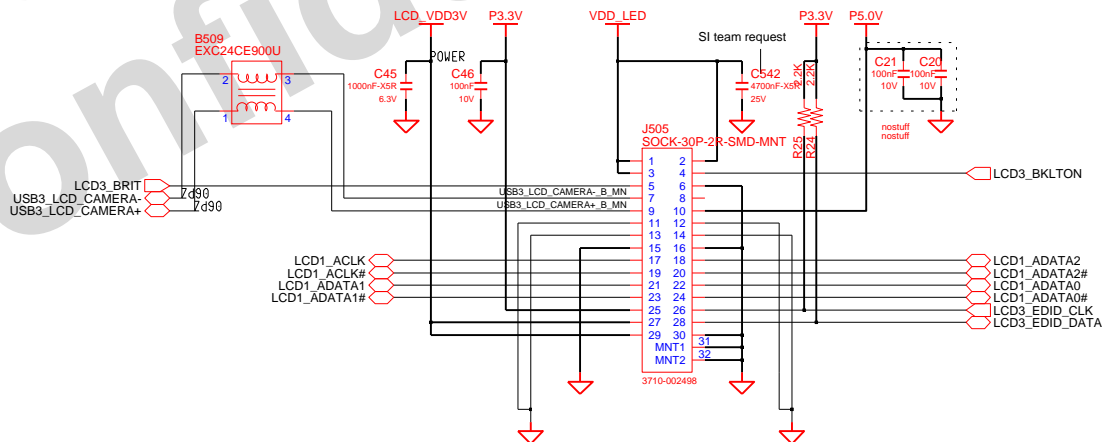 onfide
LCD_VDD3V P3.3V VDD_LED P3.3V P5.0V
SI team request
B509
EXC24CE900U
POWER
2 3
1 4
C45
1000nF-X5R
6.3V
C46
100nF
10V
C542
4700nF-X5R
25V
2.2K 2.2K
R25 R24
C21
100nF
10V
C20
100nF
10V
nostuff
nostuff
J505
SOCK-30P-2R-SMD-MNT
1 2
3 4 LCD3_BKLTON
LCD3_BRIT 5 6
USB3_LCD_CAMERA- Zd90 USB3_LCD_CAMERA-_B_MN 7 8
USB3_LCD_CAMERA+ Zd90 USB3_LCD_CAMERA+_B_MN 9 10
11 12
13 14
15 16
LCD1_ACLK 17 18 LCD1_ADATA2
LCD1_ACLK# 19 20 LCD1_ADATA2#
LCD1_ADATA1 21 22 LCD1_ADATA0
LCD1_ADATA1# 23 24 LCD1_ADATA0#
25 26 LCD3_EDID_CLK
27 28 LCD3_EDID_DATA
29 30
MNT1 31
MNT2 32
3710-002498